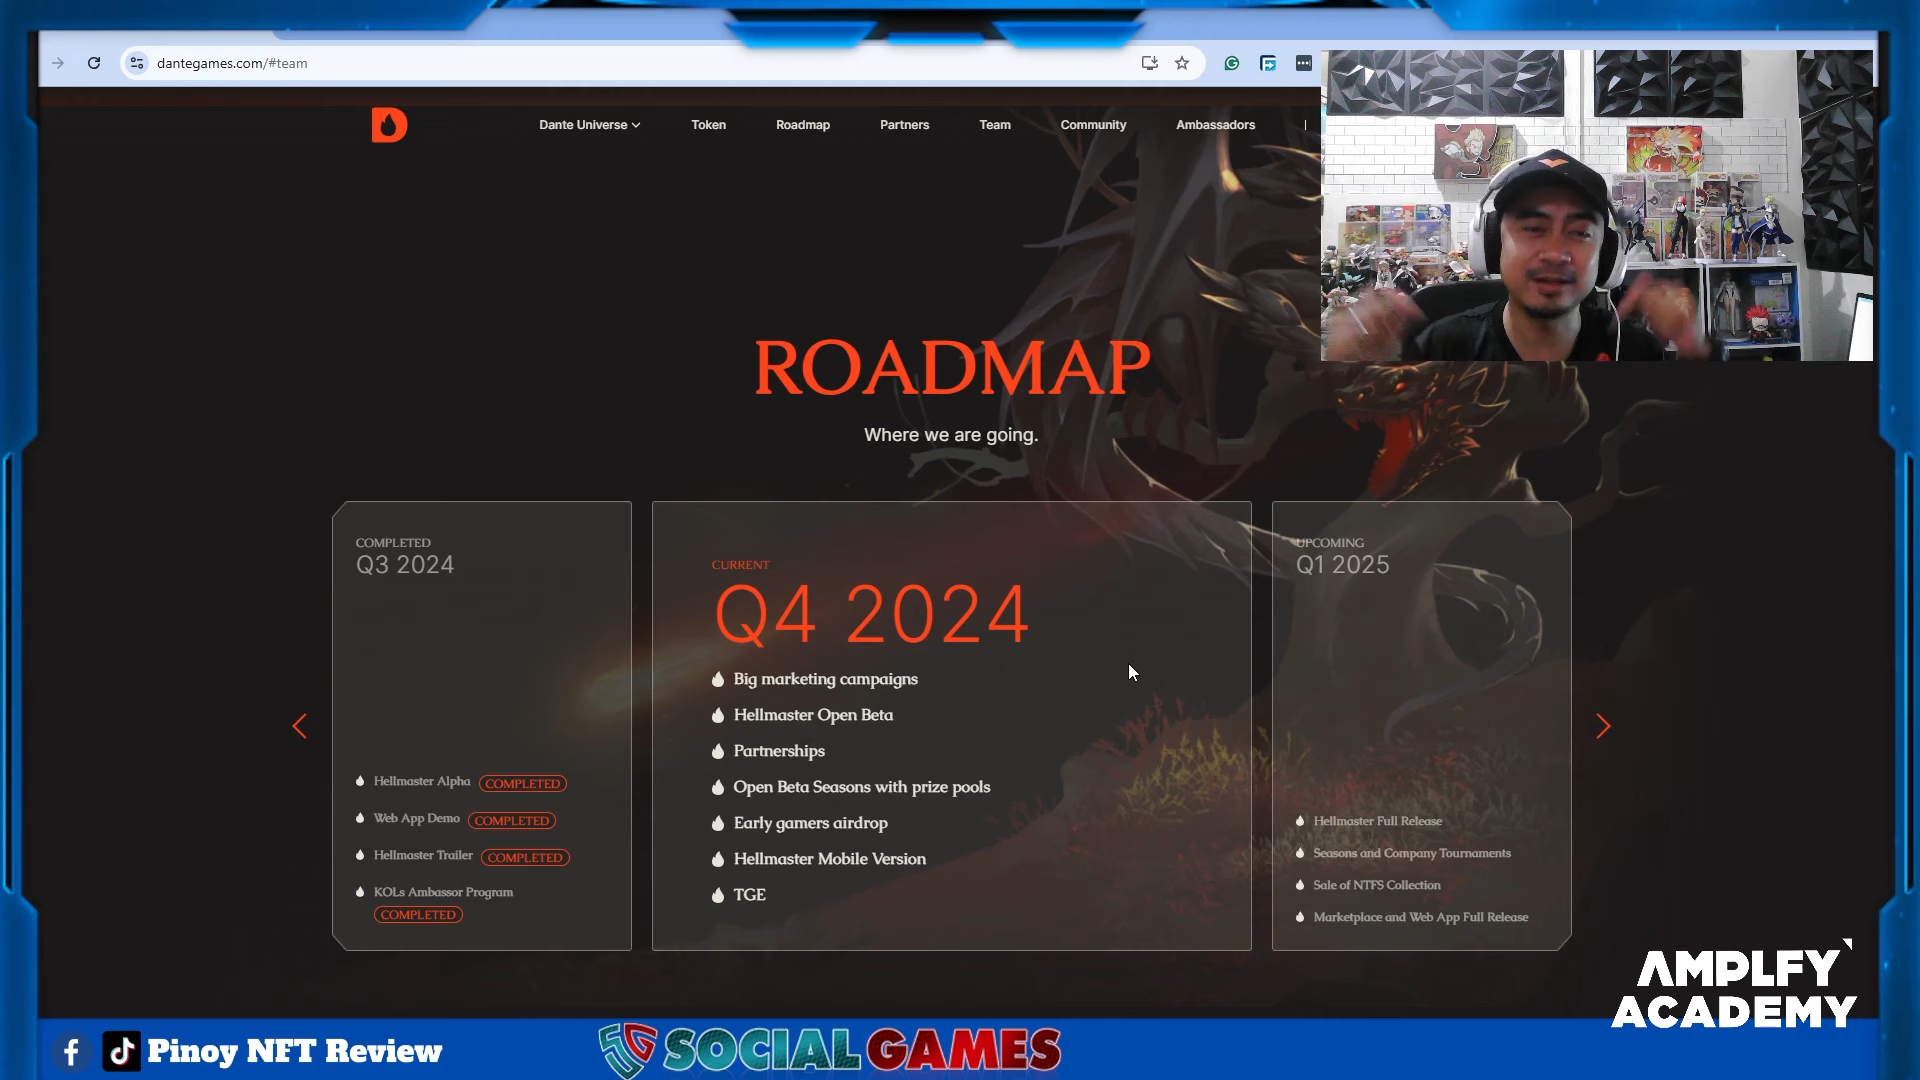 dantegames.com/#team
Dante Universe
Token
Roadmap
Partners
Team
Community
Ambassadors
ROADMAP
Where we are going.
COMPLETED
Q3 2024
Hellmaster Alpha COMPLETED
Web App Demo COMPLETED
Hellmaster Trailer COMPLETED
KOLs Ambassor Program
COMPLETED
CURRENT
Q4 2024
Big marketing campaigns
Hellmaster Open Beta
Partnerships
Open Beta Seasons with prize pools
Early gamers airdrop
Hellmaster Mobile Version
TGE
UPCOMING
Q1 2025
Hellmaster Full Release
Seasons and Company Tournaments
Sale of NTFS Collection
Marketplace and Web App Full Release
AMPLFY
ACADEMY
Pinoy NFT Review
SG SOCIALGAMES